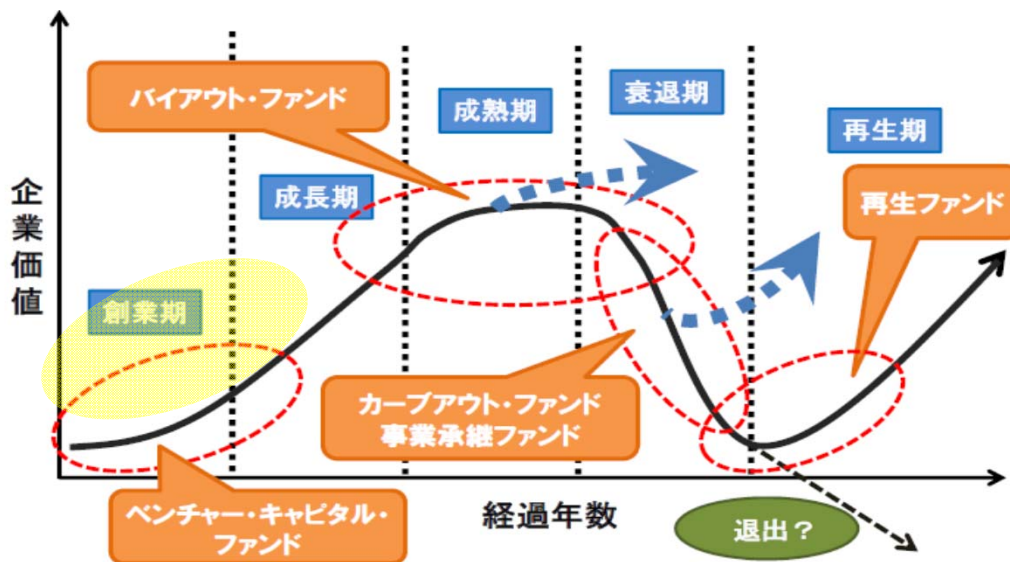 バイアウト・ファンド
成熟期
衰退期
再生期
成長期
再生ファンド
企業価値
創業期
カーブアウト・ファンド
事業承継ファンド
ベンチャー・キャピタル・
ファンド
経過年数
退出？